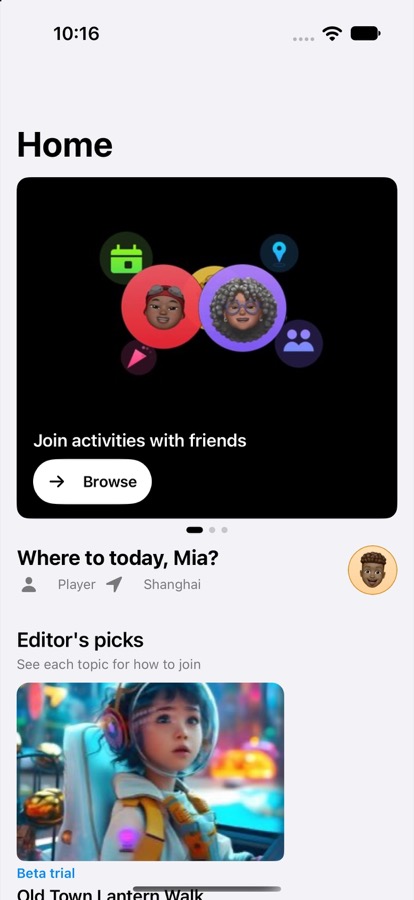 10:16
Home
Join activities with friends
Browse
Where to today, Mia?
Player Shanghai
Editor's picks
See each topic for how to join
Beta trial
Old Town Lantern Walk